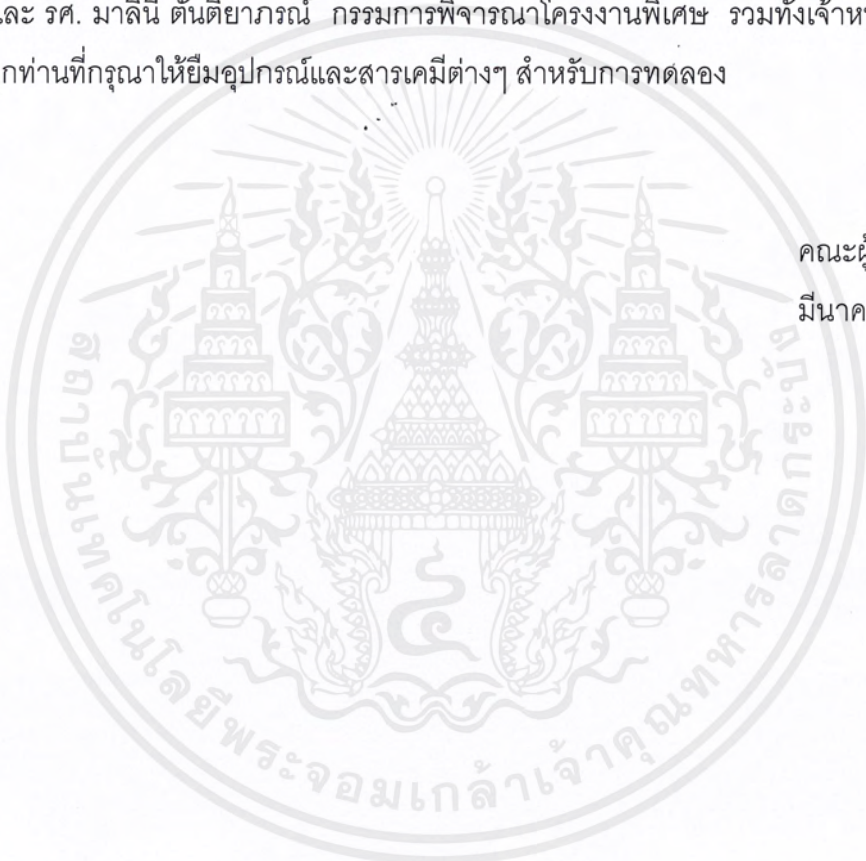 และ รศ. มาลินี ตันติยาภรณ์ กรรมการพิจารณาโครงงานพิเศษ รวมทั้งเจ้าห
กท่านที่กรุณาให้ยืมอุปกรณ์และสารเคมีต่างๆ สำหรับการทดลอง
คณะผู้
มีนาค
สถาบันเทคโนโลยีพระจอมเกล้าเจ้าคุณทหารลาดกระบัง
๔